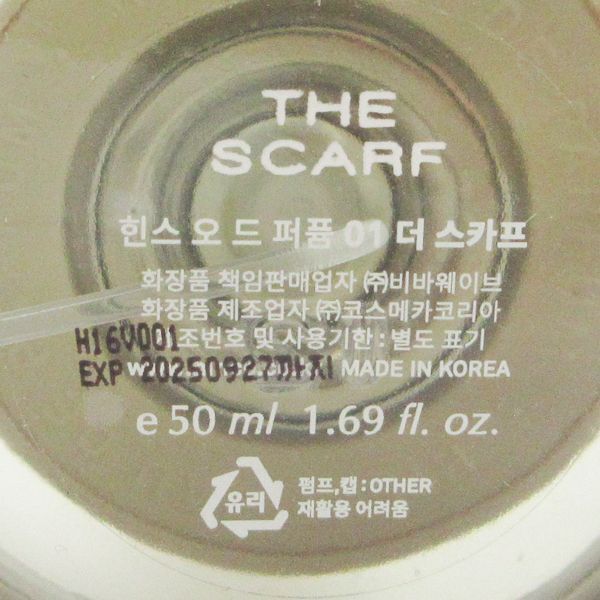 THE
SCARF
힌스 오 드 퍼퓸 01 더 스카프
화장품 책임판매업자 ㈜비바웨이브
화장품 제조업자 ㈜코스메카코리아
H16V001
조번호 및 사용기한 : 별도 표기
EXP 20250927까지
MADE IN KOREA
e 50 ml 1.69 fl. oz.
유리
펌프,캡 : OTHER
재활용 어려움